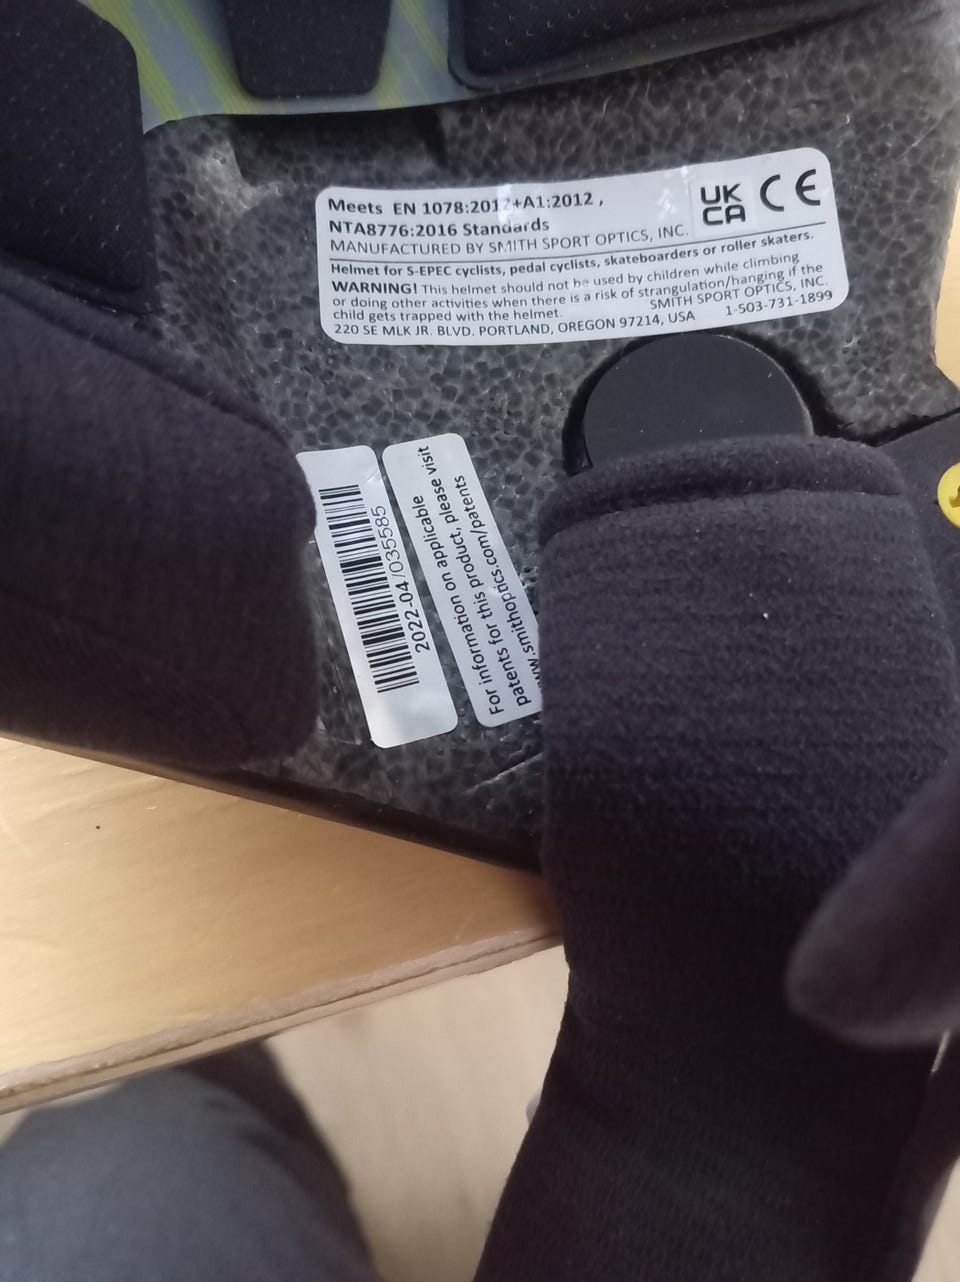 Meets EN 1078:2012+A1:2012 ,
NTA8776:2016 Standards
MANUFACTURED BY SMITH SPORT OPTICS, INC.
UK
CA
CE
Helmet for S-EPEC cyclists, pedal cyclists, skateboarders or roller skaters.
WARNING! This helmet should not be used by children while climbing
or doing other activities when there is a risk of strangulation/hanging if the
child gets trapped with the helmet.
SMITH SPORT OPTICS, INC.
220 SE MLK JR. BLVD. PORTLAND, OREGON 97214, USA
1-503-731-1899
2022-04/035585
For information on applicable
patents for this product, please visit
www.smithoptics.com/patents